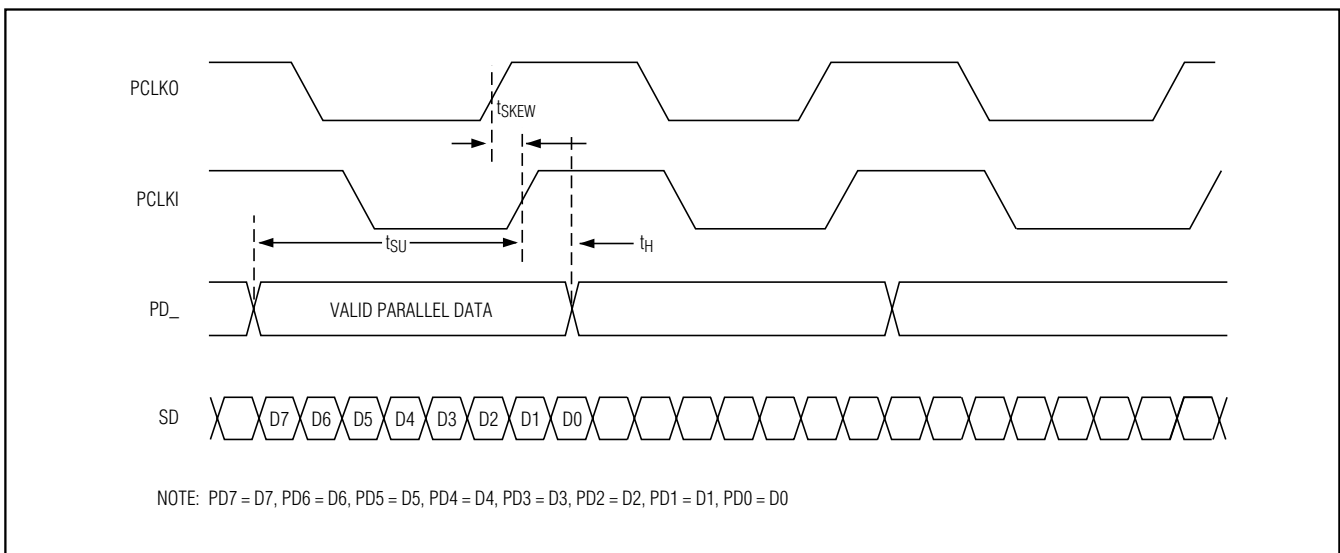 PCLKO
tSKEW
PCLKI
tSU
tH
PD_
VALID PARALLEL DATA
SD
D7 D6 D5 D4 D3 D2 D1 D0
NOTE: PD7 = D7, PD6 = D6, PD5 = D5, PD4 = D4, PD3 = D3, PD2 = D2, PD1 = D1, PD0 = D0